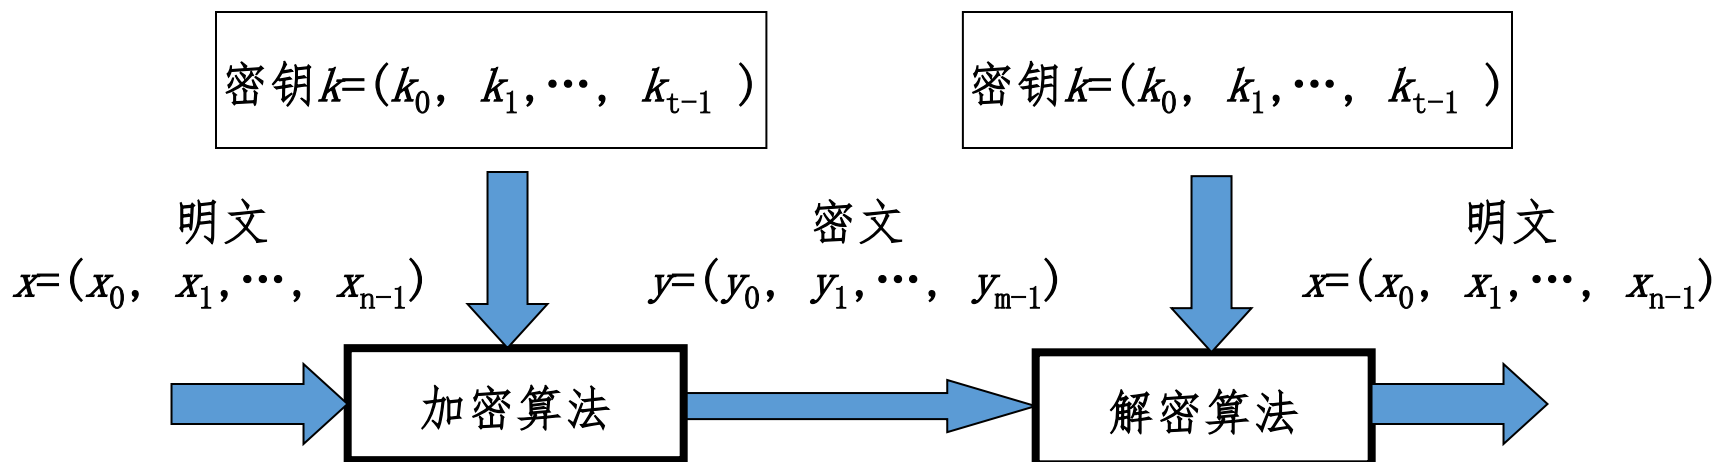 密钥k=(k0, k1,…, kt-1 )
密钥k=(k0, k1,…, kt-1 )
明文
x=(x0, x1,…, xn-1)
密文
y=(y0, y1,…, ym-1)
明文
x=(x0, x1,…, xn-1)
加密算法
解密算法